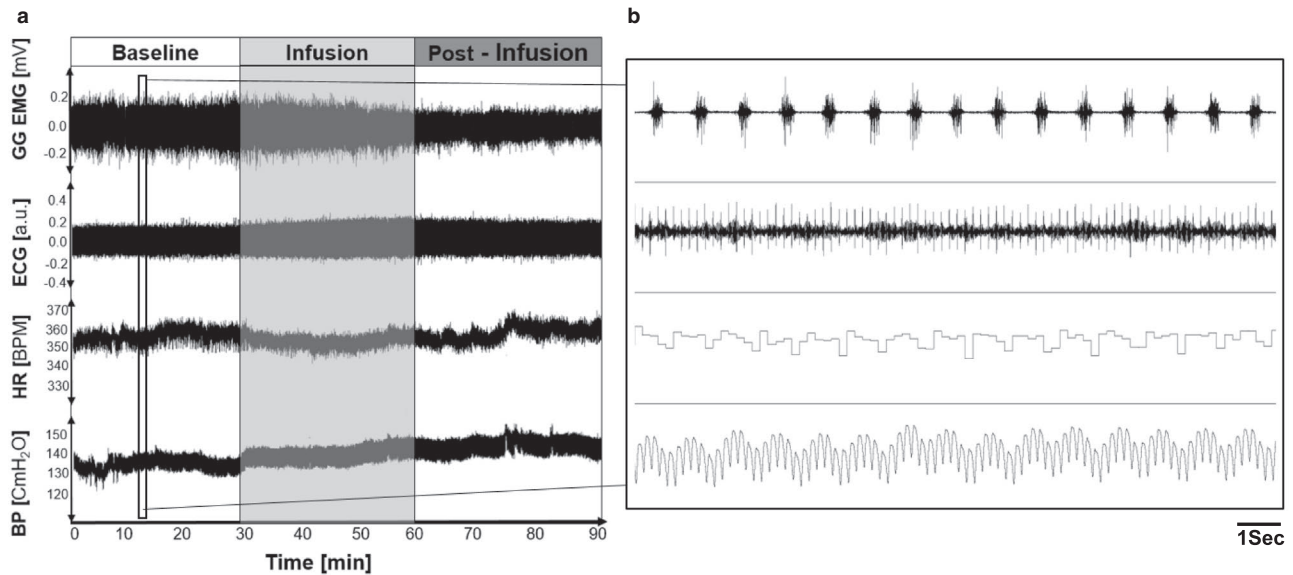 a
b
Baseline Infusion Post - Infusion
GG EMG [mV]
0.2
0.0
-0.2
ECG [a.u.]
0.4
0.2
0.0
-0.2
-0.4
HR [BPM]
370
360
350
340
330
BP [CmH₂O]
150
140
130
120
0 10 20 30 40 50 60 70 80 90
Time [min]
1Sec